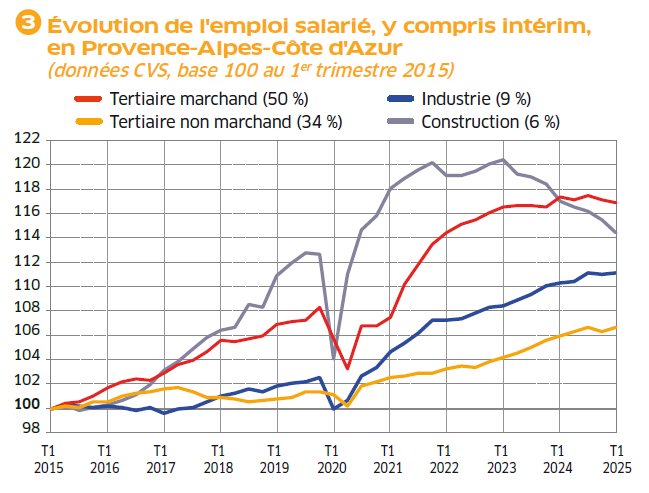 3 Évolution de l'emploi salarié, y compris intérim,
en Provence-Alpes-Côte d'Azur
(données CVS, base 100 au 1er trimestre 2015)
Tertiaire marchand (50 %)
Industrie (9 %)
Tertiaire non marchand (34 %)
Construction (6 %)
122
120
118
116
114
112
110
108
106
104
102
100
98
T1 T1 T1 T1 T1 T1 T1 T1 T1 T1 T1
2015 2016 2017 2018 2019 2020 2021 2022 2023 2024 2025